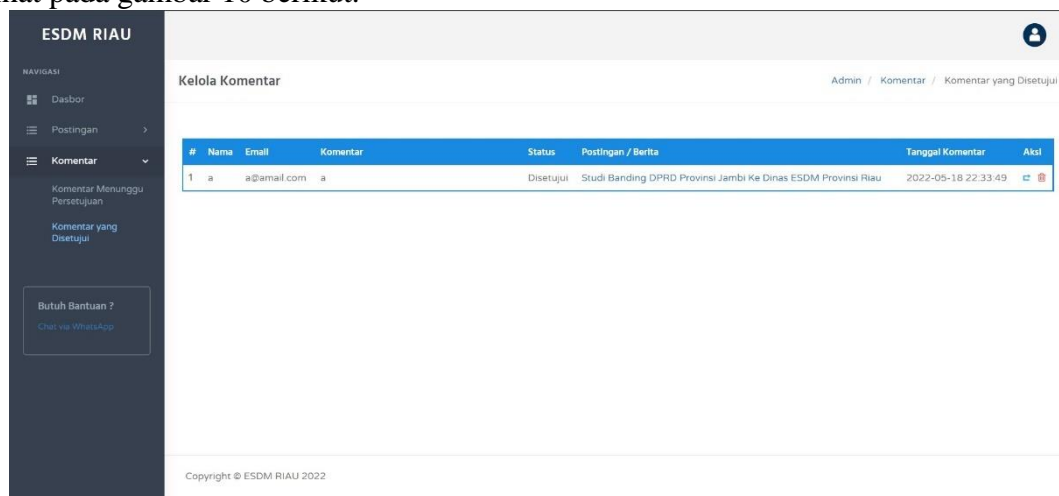 pada gambar 10 berikut.
ESDM RIAU
NAVIGASI
Dasbor
Postingan
Komentar
Komentar Menunggu
Persetujuan
Komentar yang
Disetujui
Butuh Bantuan ?
Chat via WhatsApp
Kelola Komentar
Admin / Komentar / Komentar yang Disetujui
# Nama Email Komentar Status Postingan / Berita Tanggal Komentar Aksi
1 a a@amail.com a Disetujui Studi Banding DPRD Provinsi Jambi Ke Dinas ESDM Provinsi Riau 2022-05-18 22:33:49
Copyright © ESDM RIAU 2022